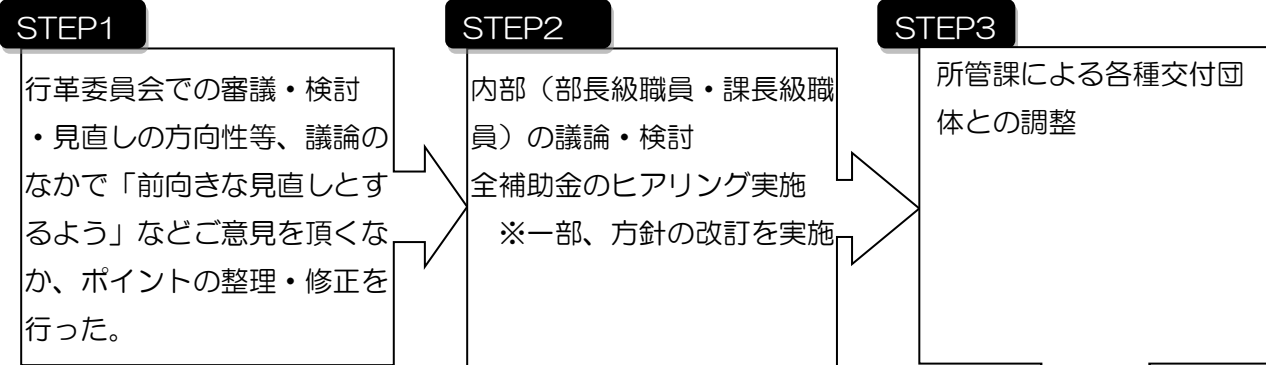 STEP1
行革委員会での審議・検討
・見直しの方向性等、議論の
なかで「前向きな見直しとす
るよう」などご意見を頂くな
か、ポイントの整理・修正を
行った。
STEP2
内部（部長級職員・課長級職
員）の議論・検討
全補助金のヒアリング実施
※一部、方針の改訂を実施
STEP3
所管課による各種交付団
体との調整